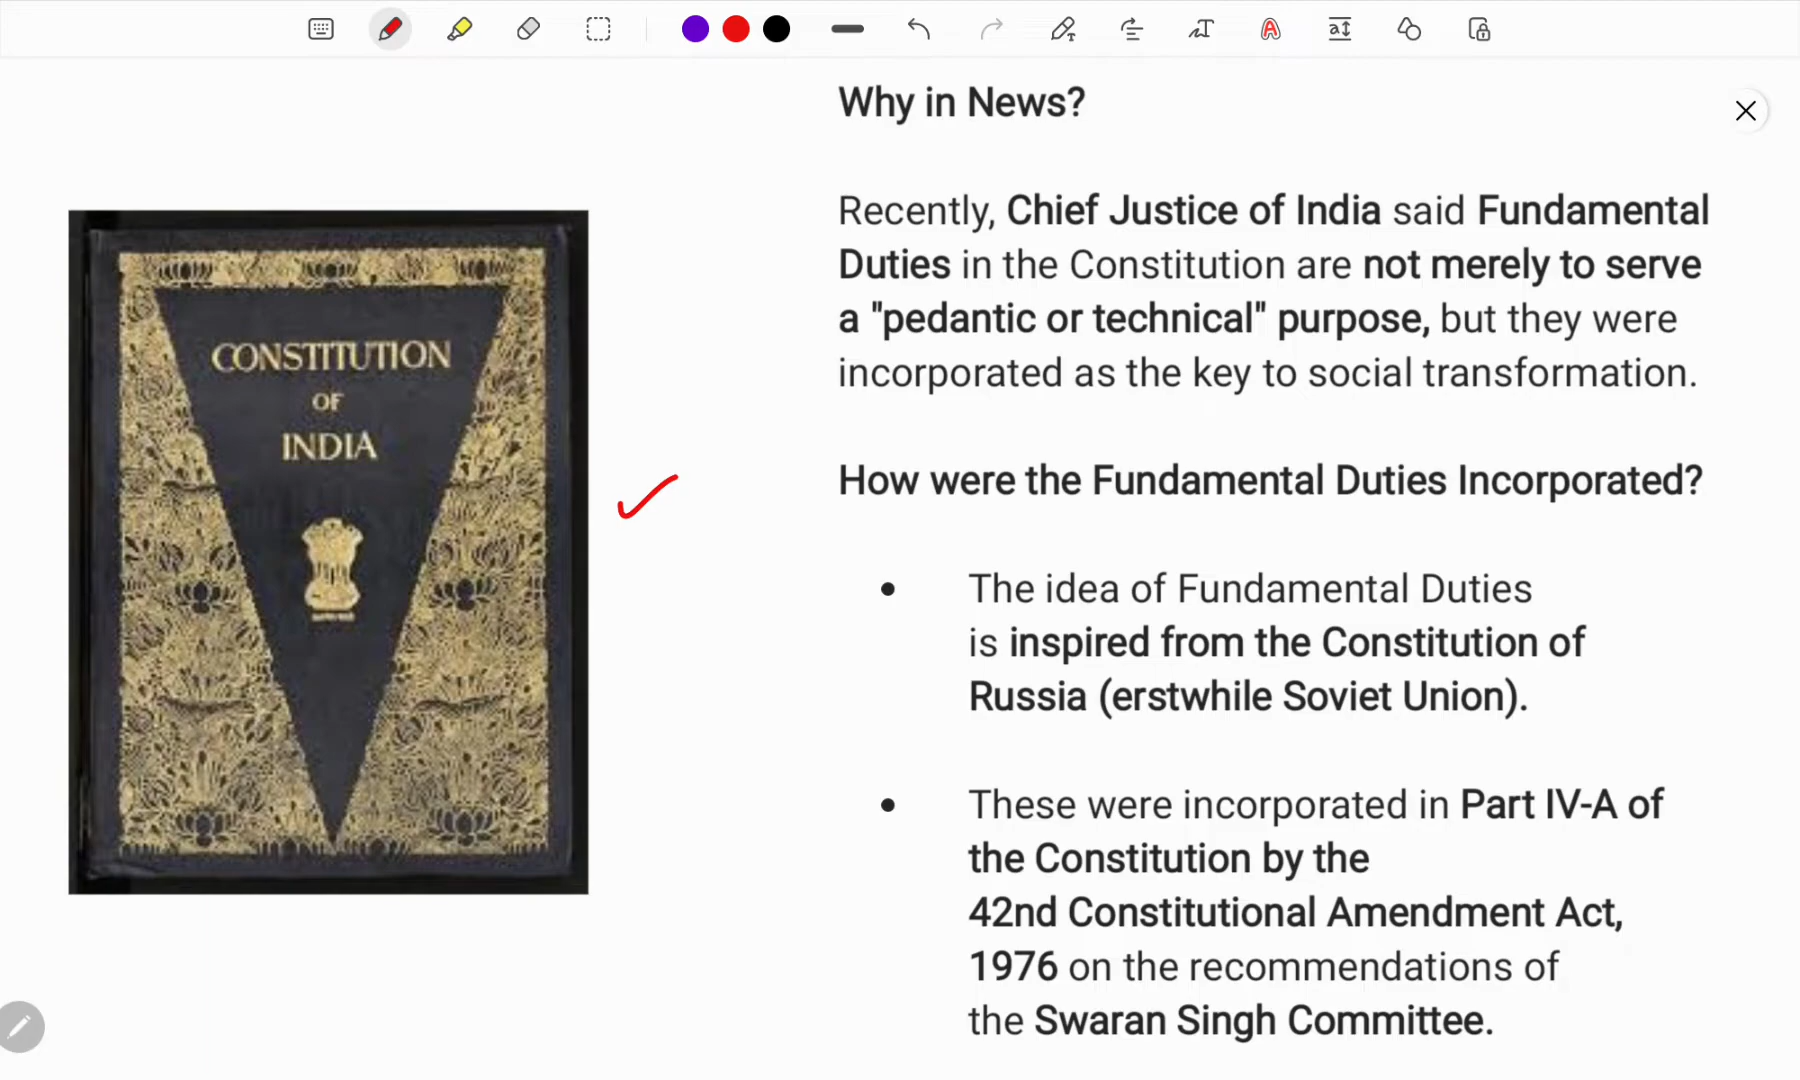 Why in News?
CONSTITUTION
OF
INDIA
Recently, Chief Justice of India said Fundamental
Duties in the Constitution are not merely to serve
a "pedantic or technical" purpose, but they were
incorporated as the key to social transformation.
How were the Fundamental Duties Incorporated?
• The idea of Fundamental Duties
is inspired from the Constitution of
Russia (erstwhile Soviet Union).
• These were incorporated in Part IV-A of
the Constitution by the
42nd Constitutional Amendment Act,
1976 on the recommendations of
the Swaran Singh Committee.